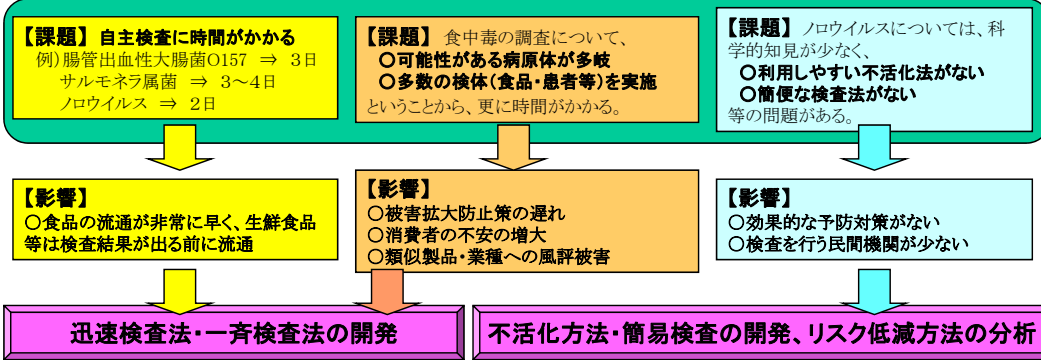 【課題】自主検査に時間がかかる
例）腸管出血性大腸菌O157 ⇒ 3日
サルモネラ属菌 ⇒ 3～4日
ノロウイルス ⇒ 2日
【課題】食中毒の調査について、
○可能性がある病原体が多岐
○多数の検体（食品・患者等）を実施
ということから、更に時間がかかる。
【課題】ノロウイルスについては、科
学的知見が少なく、
○利用しやすい不活化法がない
○簡便な検査法がない
等の問題がある。
【影響】
○食品の流通が非常に早く、生鮮食品
等は検査結果が出る前に流通
【影響】
○被害拡大防止策の遅れ
○消費者の不安の増大
○類似製品・業種への風評被害
【影響】
○効果的な予防対策がない
○検査を行う民間機関が少ない
迅速検査法・一斉検査法の開発
不活化方法・簡易検査の開発、リスク低減方法の分析